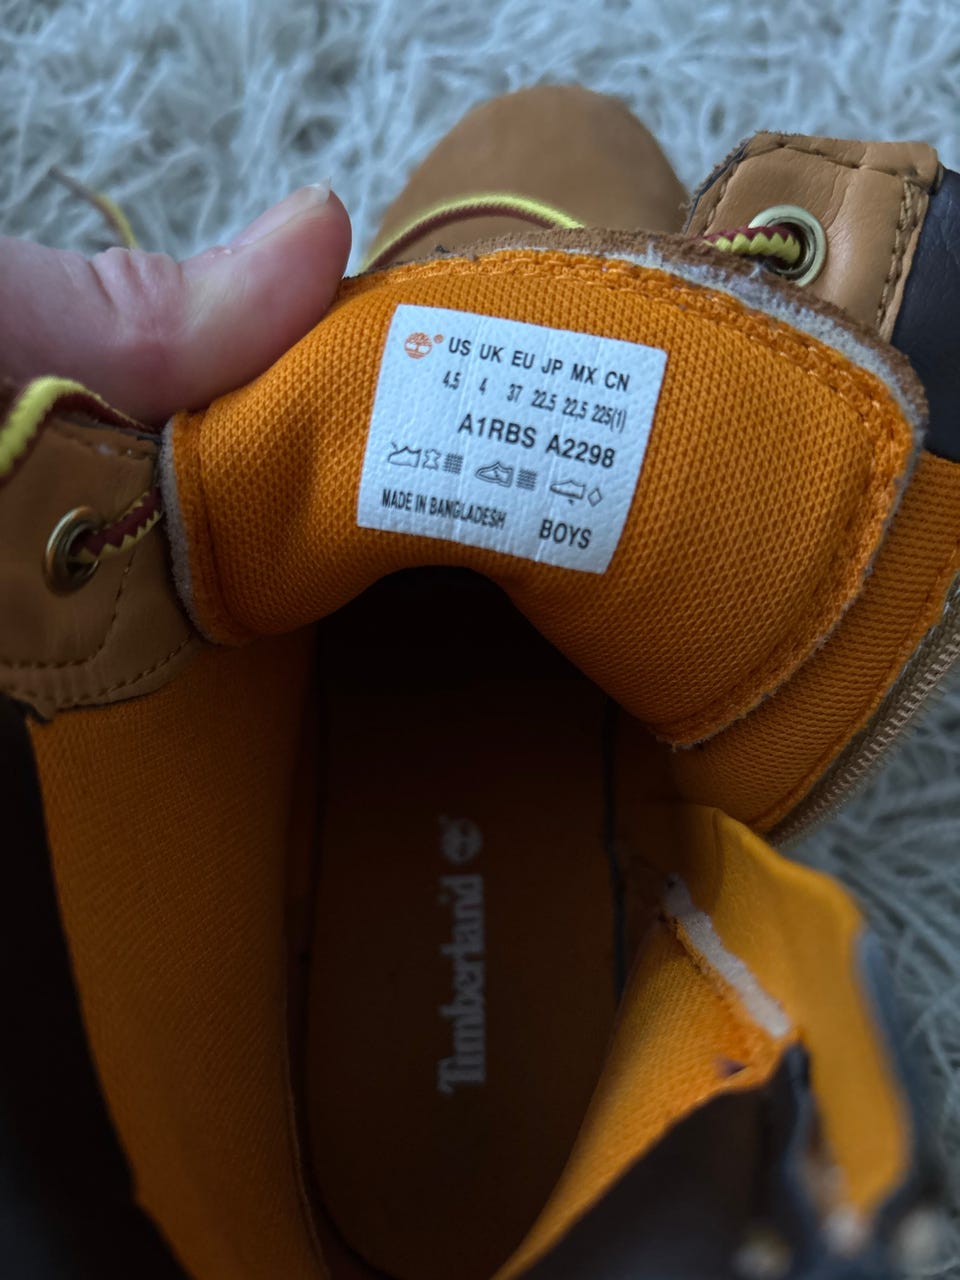 ® US UK EU JP MX CN
4.5 4 37 22.5 22.5 225(1)
A1RBS A2298
MADE IN BANGLADESH BOYS
Timberland